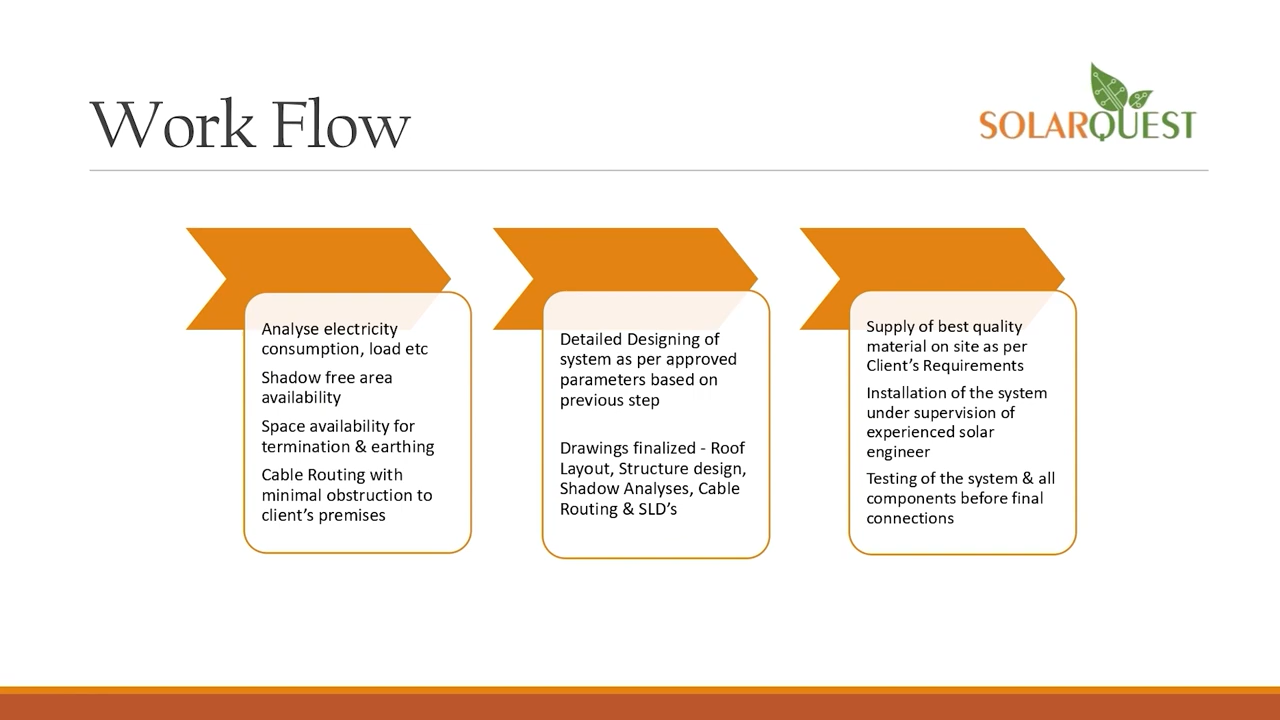 Work Flow
SOLARQUEST
Analyse electricity
consumption, load etc
Shadow free area
availability
Space availability for
termination & earthing
Cable Routing with
minimal obstruction to
client’s premises
Detailed Designing of
system as per approved
parameters based on
previous step
Drawings finalized - Roof
Layout, Structure design,
Shadow Analyses, Cable
Routing & SLD’s
Supply of best quality
material on site as per
Client’s Requirements
Installation of the system
under supervision of
experienced solar
engineer
Testing of the system & all
components before final
connections